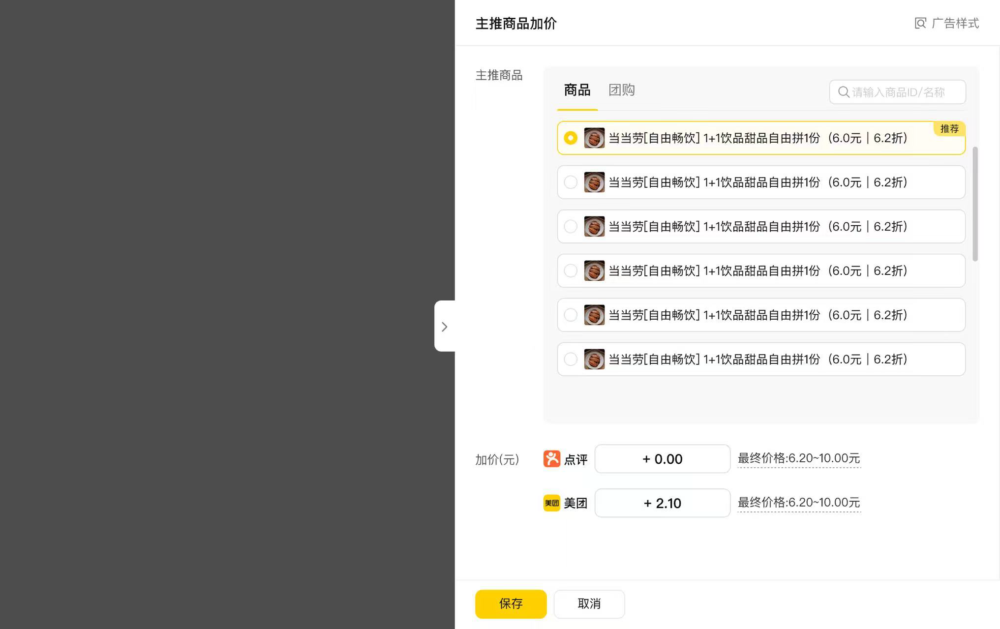 主推商品加价
广告样式
主推商品
商品
团购
请输入商品ID/名称
推荐
当当劳[自由畅饮] 1+1饮品甜品自由拼1份（6.0元｜6.2折）
当当劳[自由畅饮] 1+1饮品甜品自由拼1份（6.0元｜6.2折）
当当劳[自由畅饮] 1+1饮品甜品自由拼1份（6.0元｜6.2折）
当当劳[自由畅饮] 1+1饮品甜品自由拼1份（6.0元｜6.2折）
当当劳[自由畅饮] 1+1饮品甜品自由拼1份（6.0元｜6.2折）
当当劳[自由畅饮] 1+1饮品甜品自由拼1份（6.0元｜6.2折）
加价(元)
点评
+ 0.00
最终价格:6.20~10.00元
美团
美团
+ 2.10
最终价格:6.20~10.00元
保存
取消